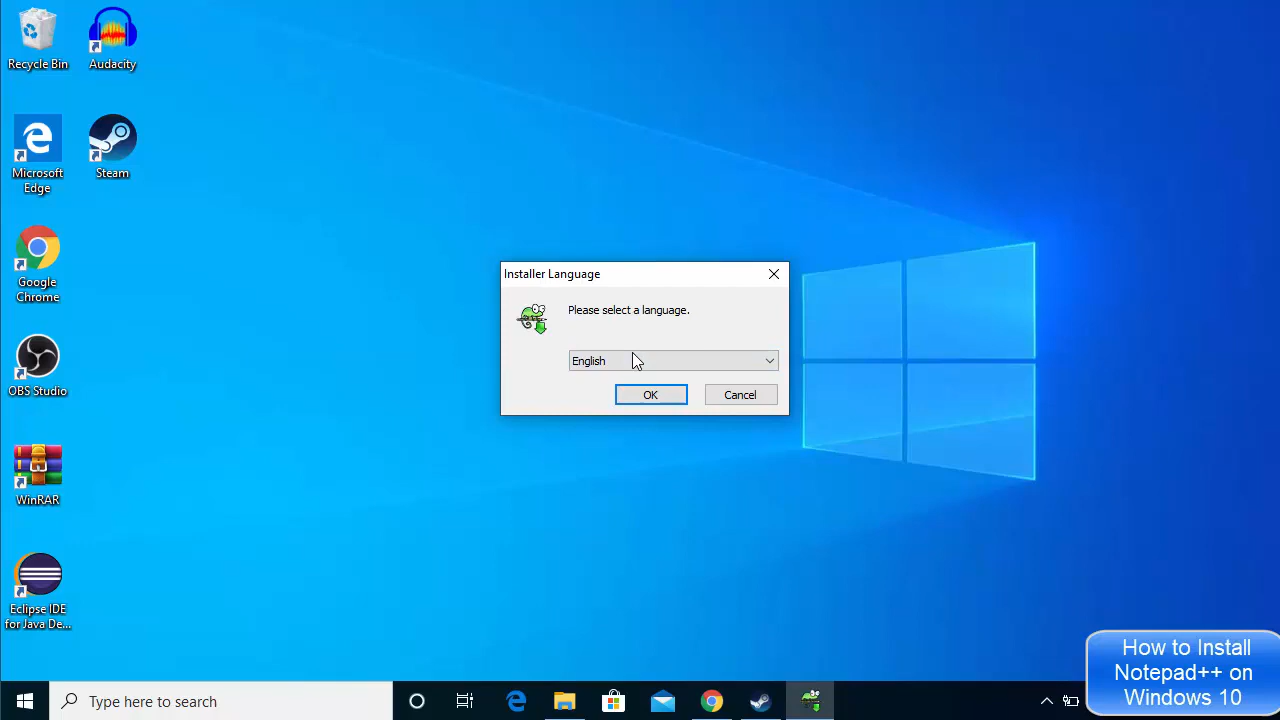 Recycle Bin
Audacity
Microsoft
Edge
Steam
Google
Chrome
OBS Studio
WinRAR
Eclipse IDE
for Java De...
Installer Language
Please select a language.
English
OK
Cancel
Type here to search
How to Install
Notepad++ on
Windows 10